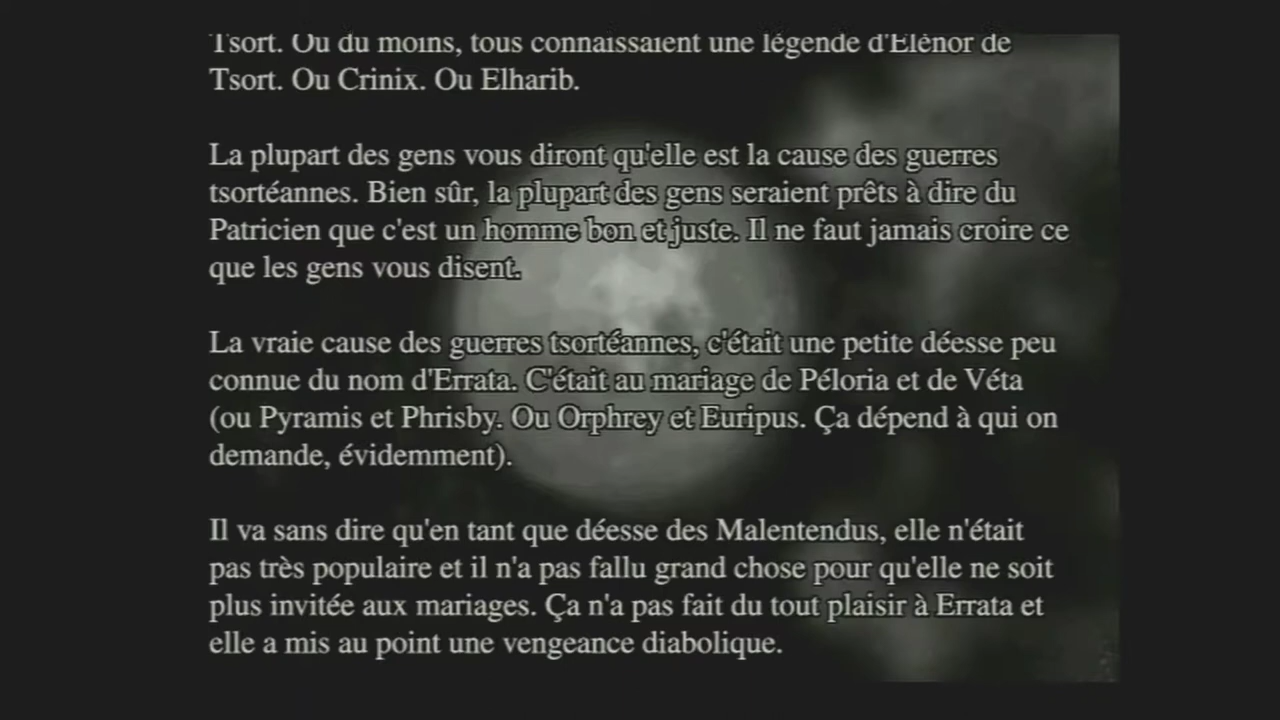 Tsort. Ou du moins, tous connaissaient une légende d'Elénor de
Tsort. Ou Crinix. Ou Elharib.
La plupart des gens vous diront qu'elle est la cause des guerres
tsortéannes. Bien sûr, la plupart des gens seraient prêts à dire du
Patricien que c'est un homme bon et juste. Il ne faut jamais croire ce
que les gens vous disent.
La vraie cause des guerres tsortéannes, c'était une petite déesse peu
connue du nom d'Errata. C'était au mariage de Péloria et de Véta
(ou Pyramis et Phrisby. Ou Orphrey et Euripus. Ça dépend à qui on
demande, évidemment).
Il va sans dire qu'en tant que déesse des Malentendus, elle n'était
pas très populaire et il n'a pas fallu grand chose pour qu'elle ne soit
plus invitée aux mariages. Ça n'a pas fait du tout plaisir à Errata et
elle a mis au point une vengeance diabolique.